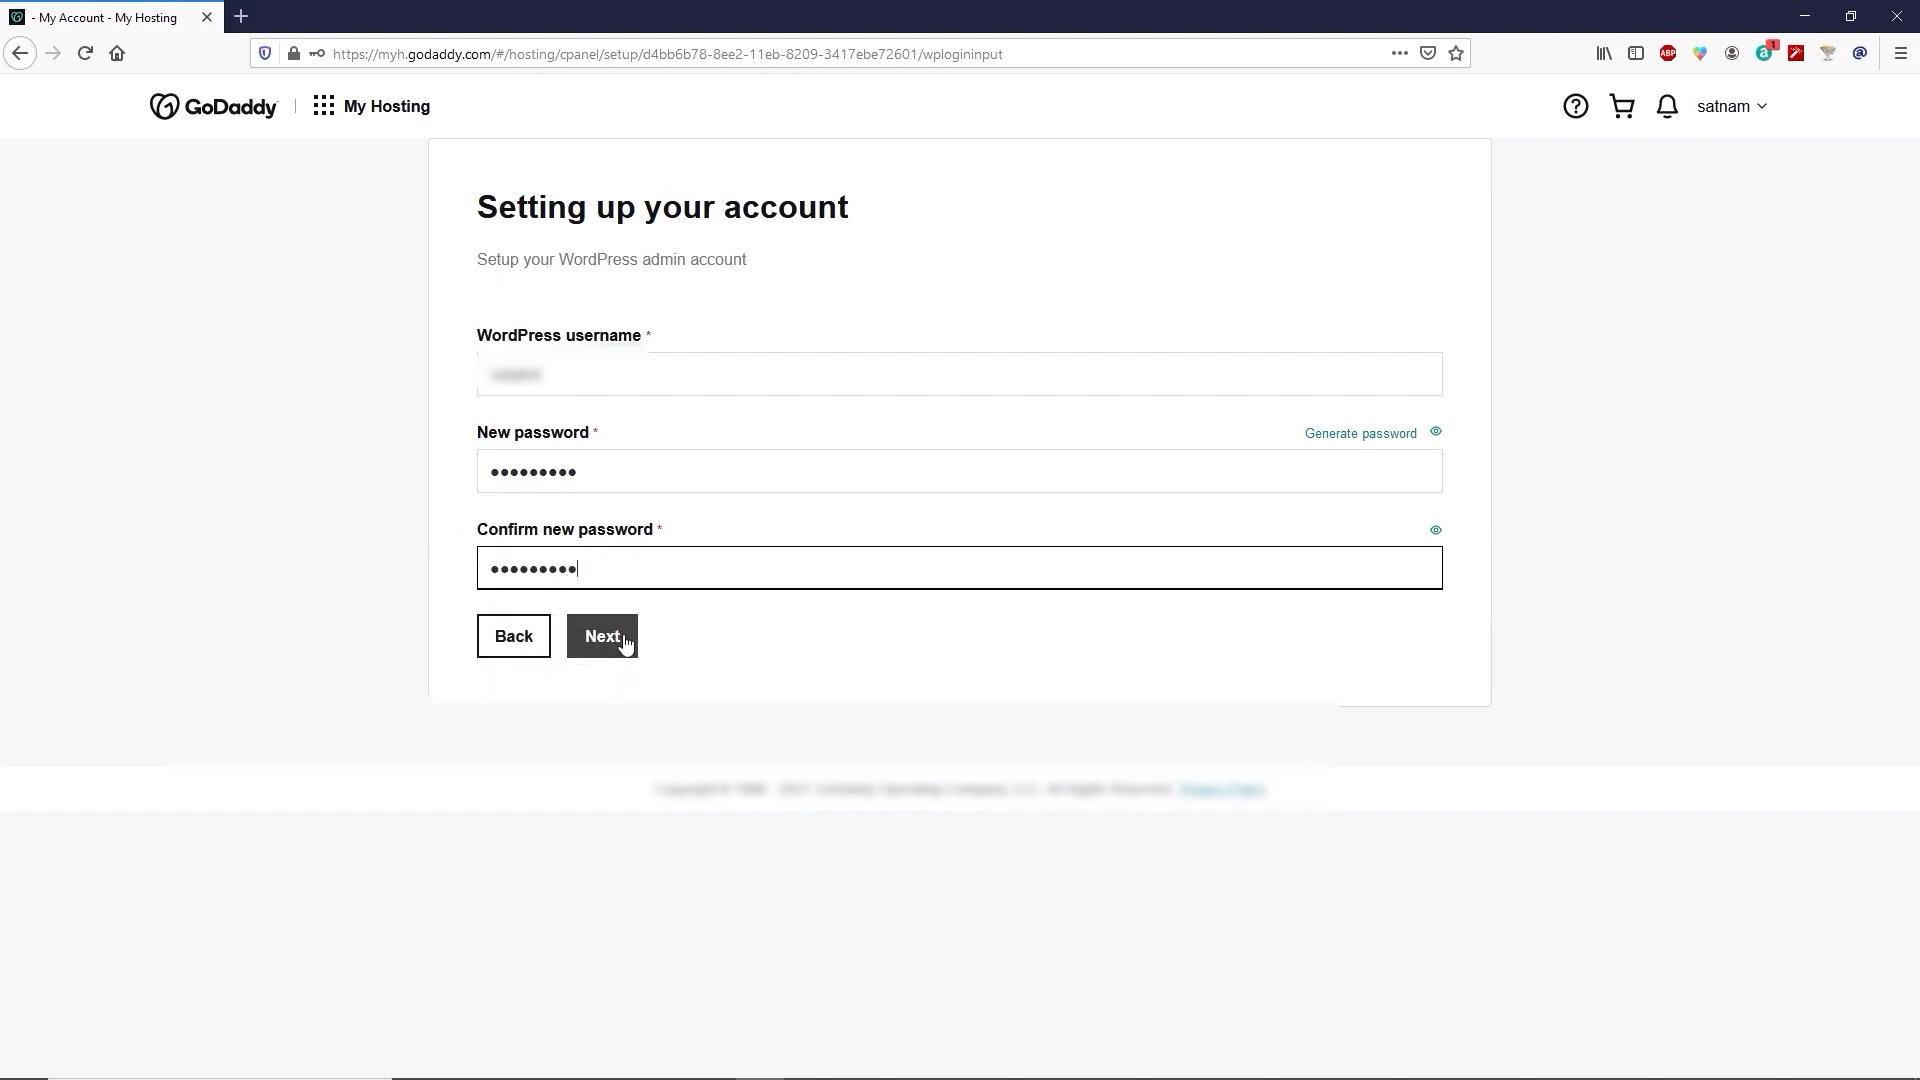 - My Account - My Hosting
https://myh.godaddy.com/#/hosting/cpanel/setup/d4bb6b78-8ee2-11eb-8209-3417ebe72601/wplogininput
ABP
1
GoDaddy
My Hosting
satnam
Setting up your account
Setup your WordPress admin account
WordPress username *
New password *
Generate password
•••••••••
Confirm new password *
•••••••••
Back
Next